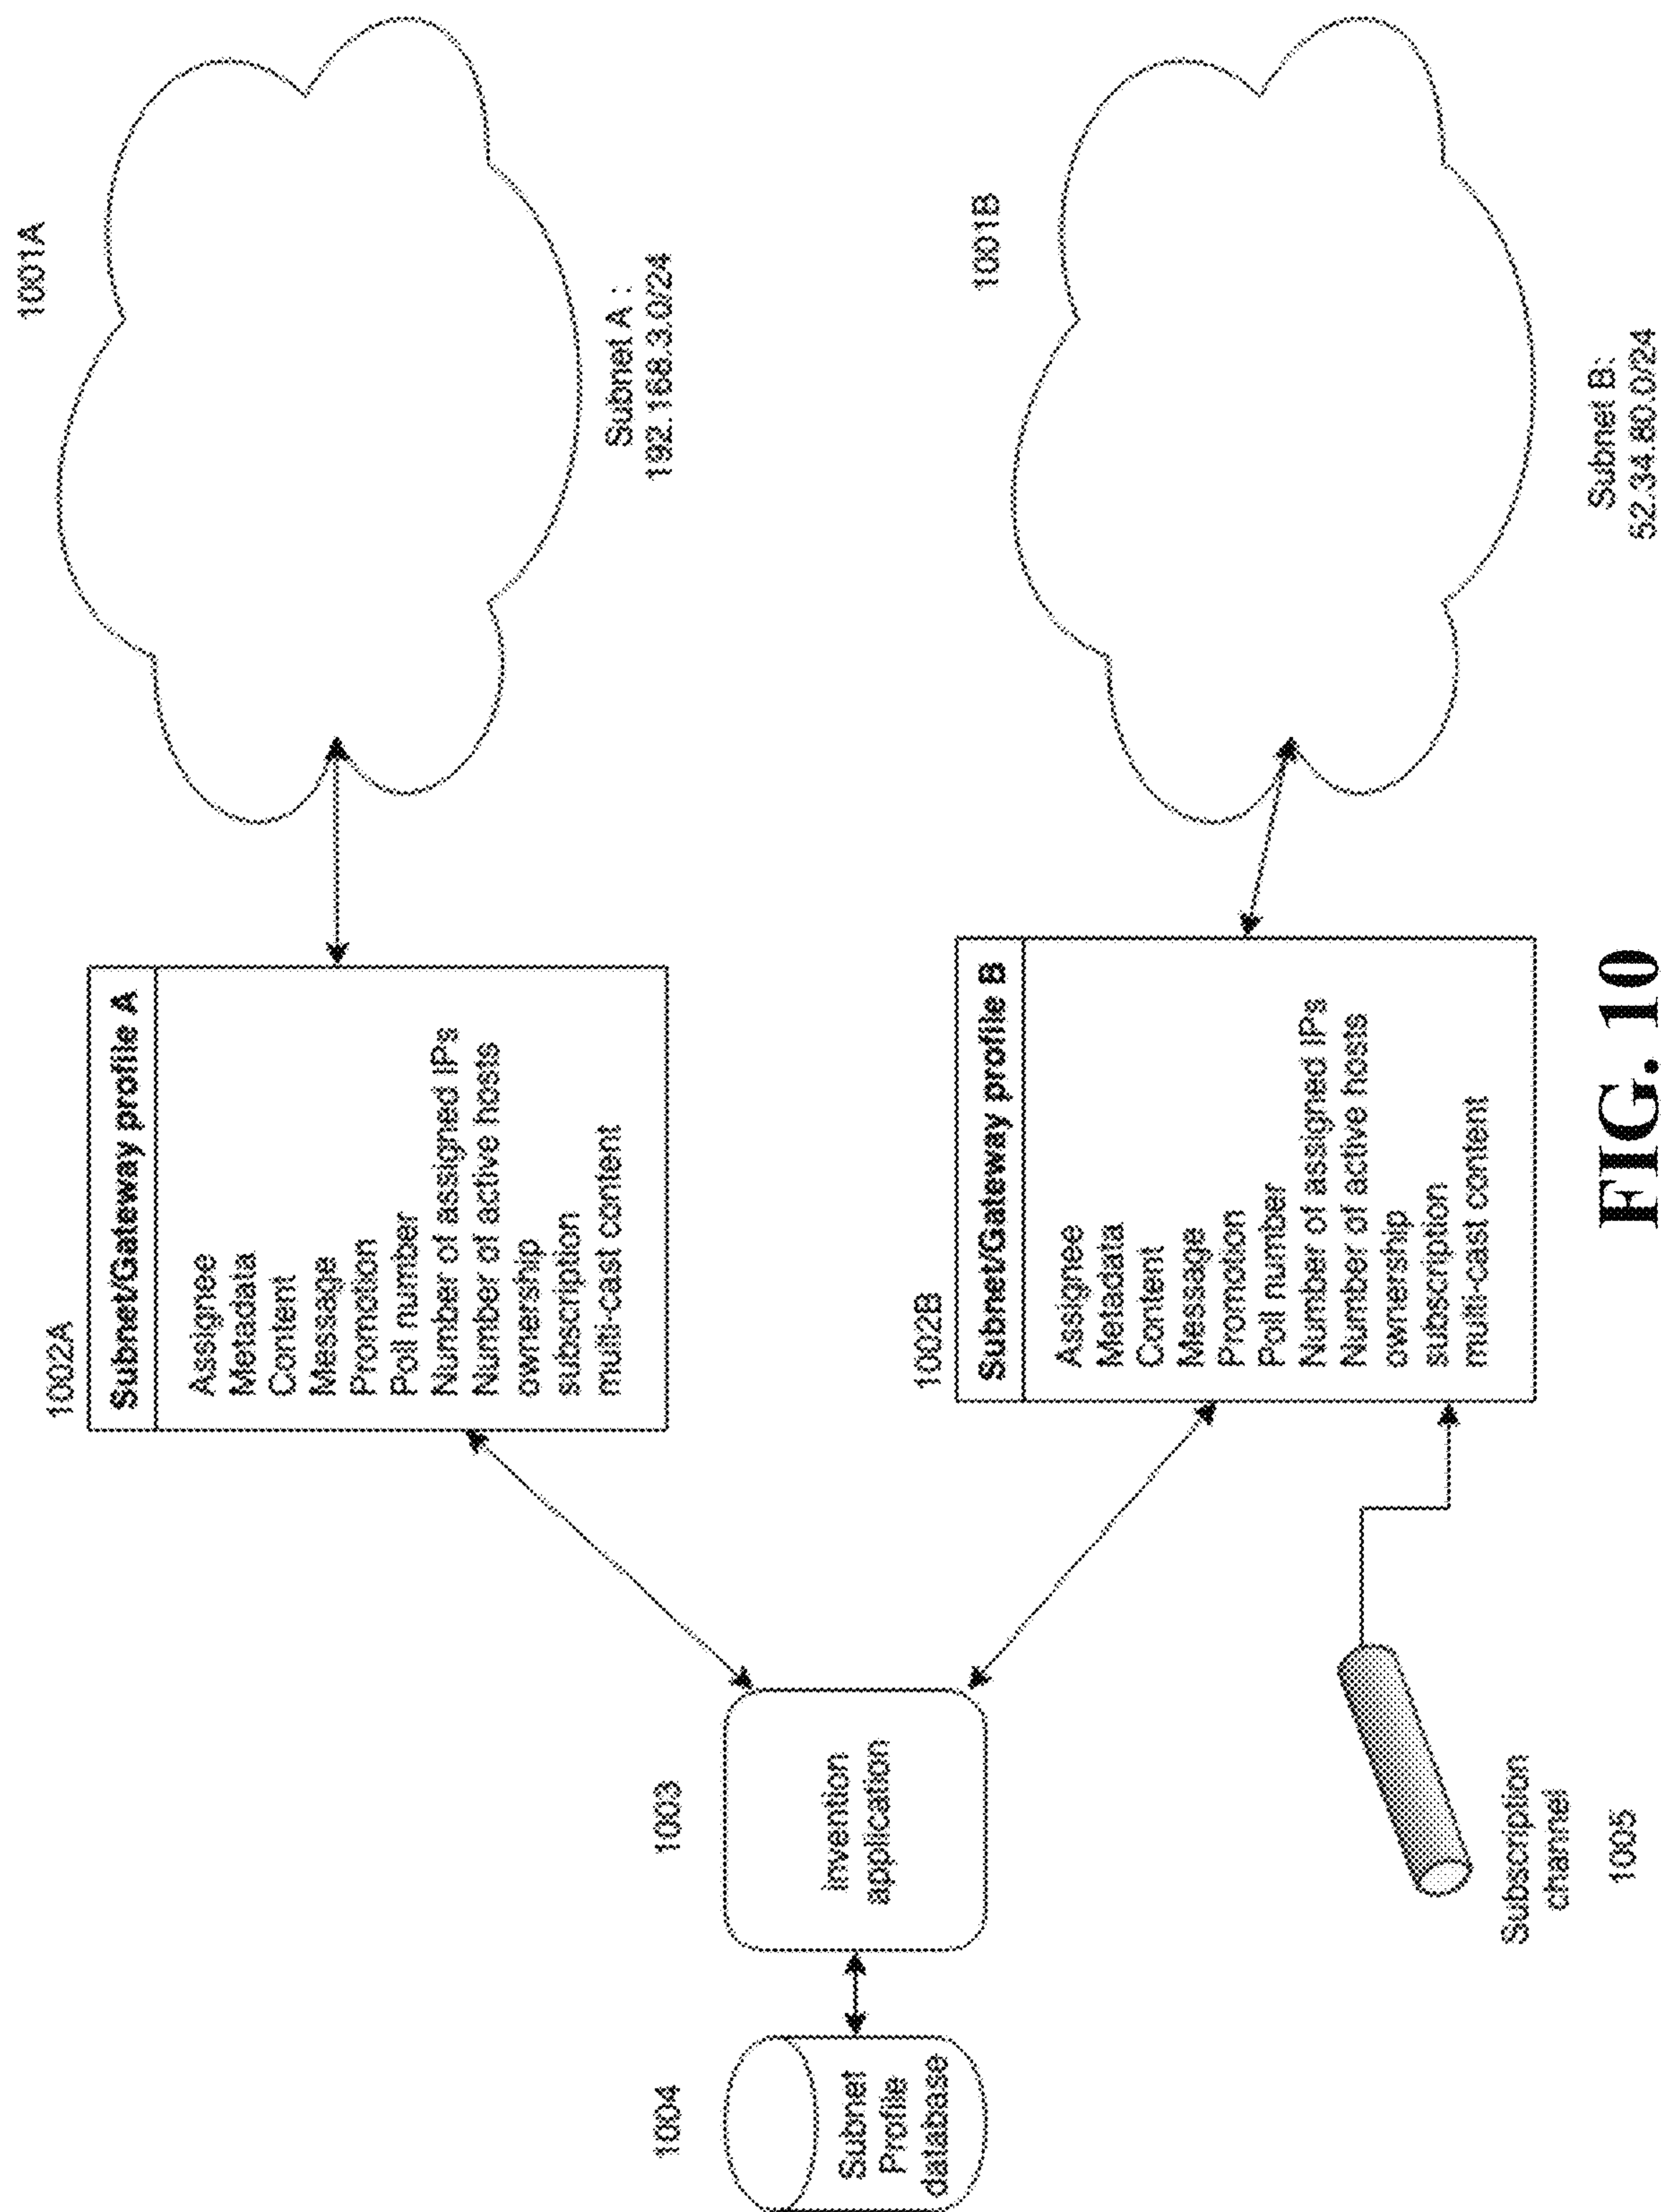 1001A
Subnet A :
192.168.3.0/24
1002A
Subnet/Gateway profile A
Assignee
Metadata
Content
Message
Promotion
Poll number
Number of assigned IPs
Number of active hosts
ownership
subscription
multi-cast content
1004
Subnet
Profile
database
1003
Invention
application
1002B
Subnet/Gateway profile B
Assignee
Metadata
Content
Message
Promotion
Poll number
Number of assigned IPs
Number of active hosts
ownership
subscription
multi-cast content
1001B
Subnet B:
52.34.80.0/24
Subscription
channel
1005
FIG. 10